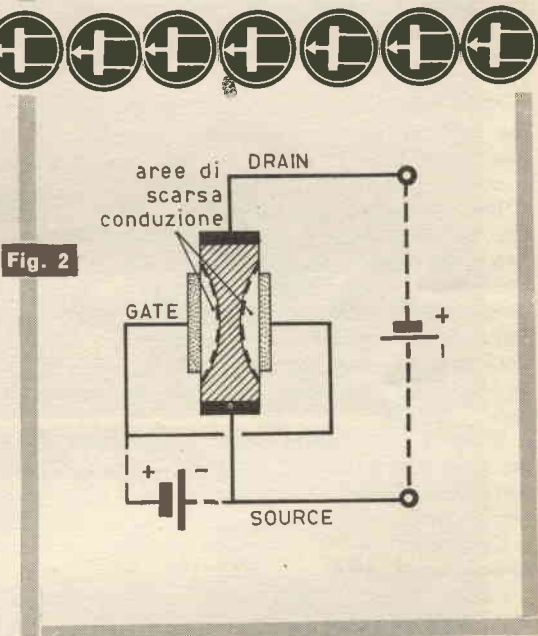 DRAIN
aree di
scarsa
conduzione
Fig. 2
GATE
+
-
+ -
SOURCE